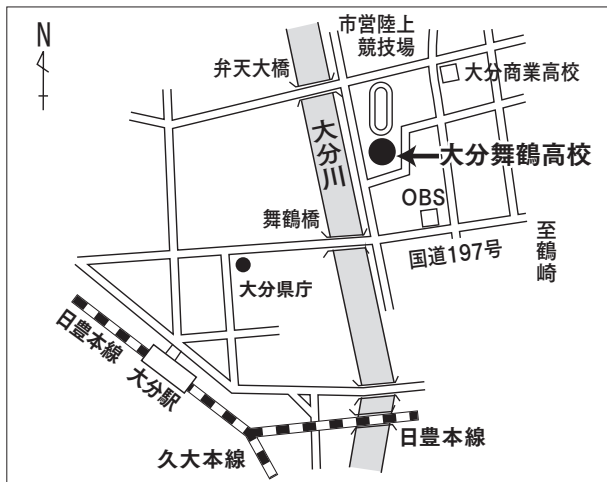 N
市営陸上
競技場
弁天大橋
大分商業高校
大分川
大分舞鶴高校
OBS
舞鶴橋
国道197号
至鶴崎
大分県庁
日豊本線
大分駅
日豊本線
久大本線